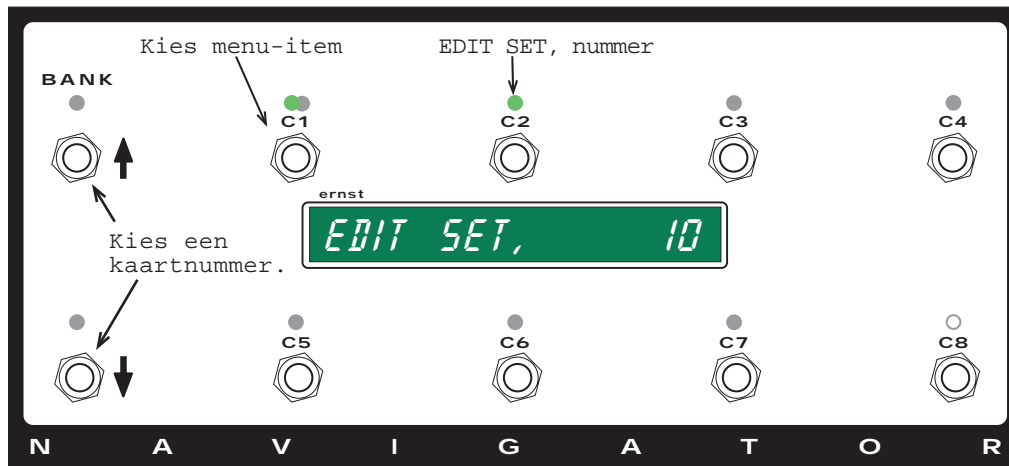 Kies menu-item
EDIT SET, nummer
BANK
C1
C2
C3
C4
ernst
EDIT SET, 10
Kies een
kaartnummer.
C5
C6
C7
C8
NAVIGATOR